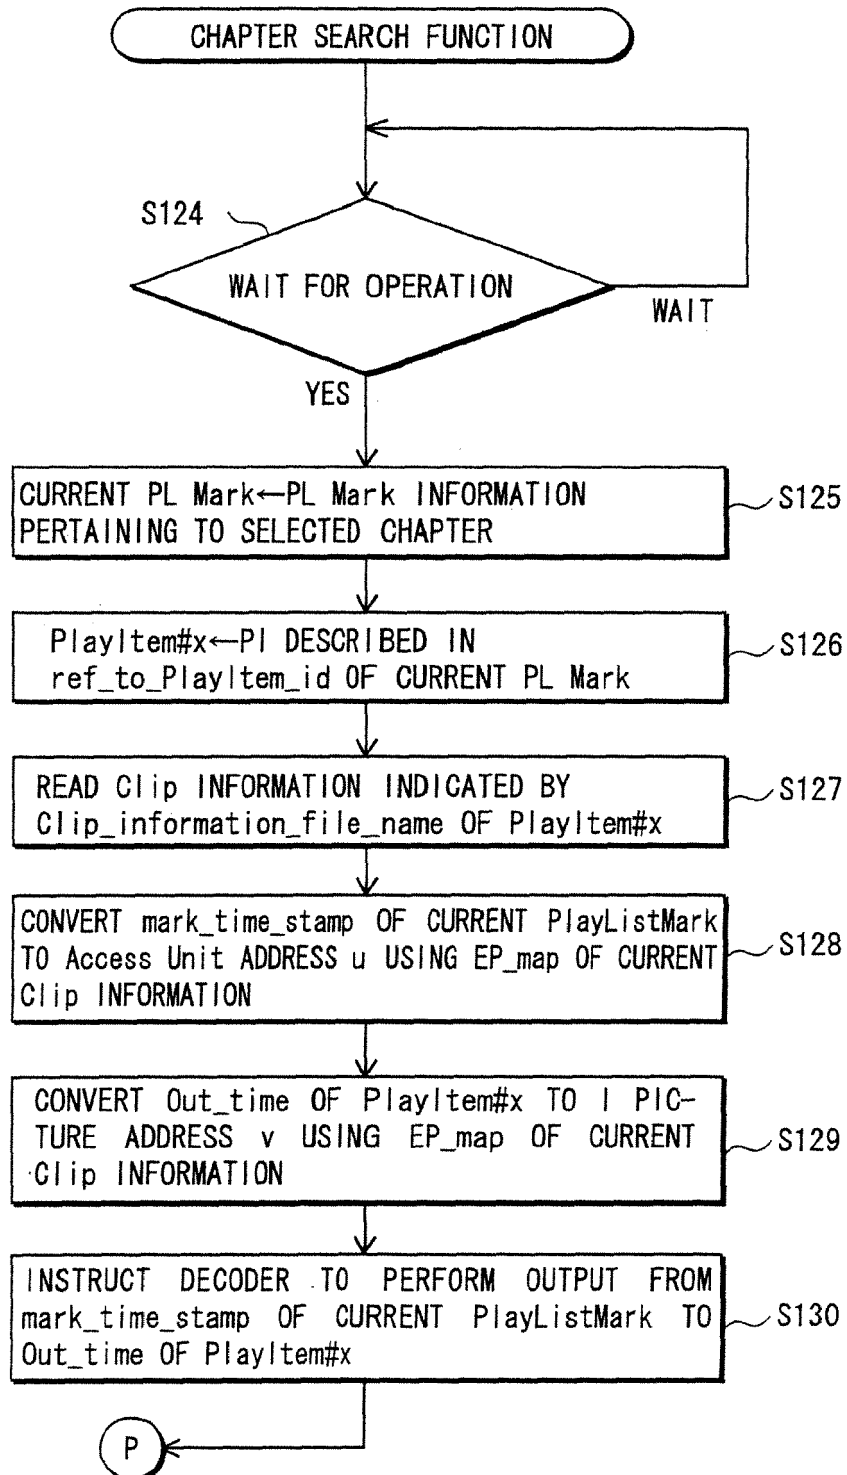 CHAPTER SEARCH FUNCTION
S124
WAIT FOR OPERATION
WAIT
YES
CURRENT PL Mark←PL Mark INFORMATION
PERTAINING TO SELECTED CHAPTER
S125
PlayItem#x←PI DESCRIBED IN
ref_to_PlayItem_id OF CURRENT PL Mark
S126
READ Clip INFORMATION INDICATED BY
Clip_information_file_name OF PlayItem#x
S127
CONVERT mark_time_stamp OF CURRENT PlayListMark
TO Access Unit ADDRESS u USING EP_map OF CURRENT
Clip INFORMATION
S128
CONVERT Out_time OF PlayItem#x TO I PIC-
TURE ADDRESS v USING EP_map OF CURRENT
Clip INFORMATION
S129
INSTRUCT DECODER TO PERFORM OUTPUT FROM
mark_time_stamp OF CURRENT PlayListMark TO
Out_time OF PlayItem#x
S130
P